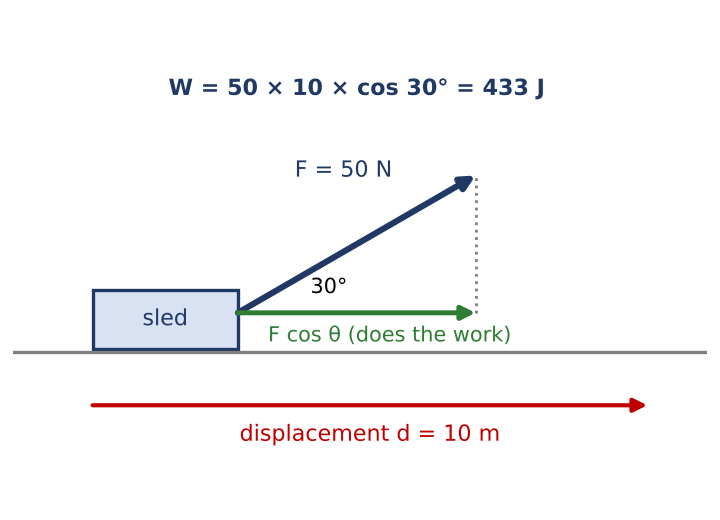 W = 50 × 10 × cos 30° = 433 J
F = 50 N
30°
sled
F cos θ (does the work)
displacement d = 10 m